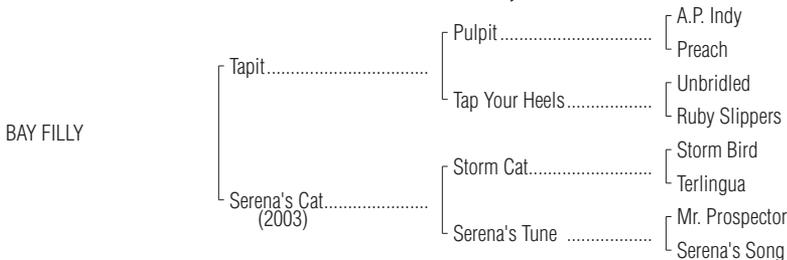 A.P. Indy
Pulpit..............................
Preach
Tapit................................
Unbridled
Tap Your Heels.................
Ruby Slippers
BAY FILLY
Storm Bird
Storm Cat........................
Terlingua
Serena's Cat.....................
(2003)
Mr. Prospector
Serena's Tune .................
Serena's Song